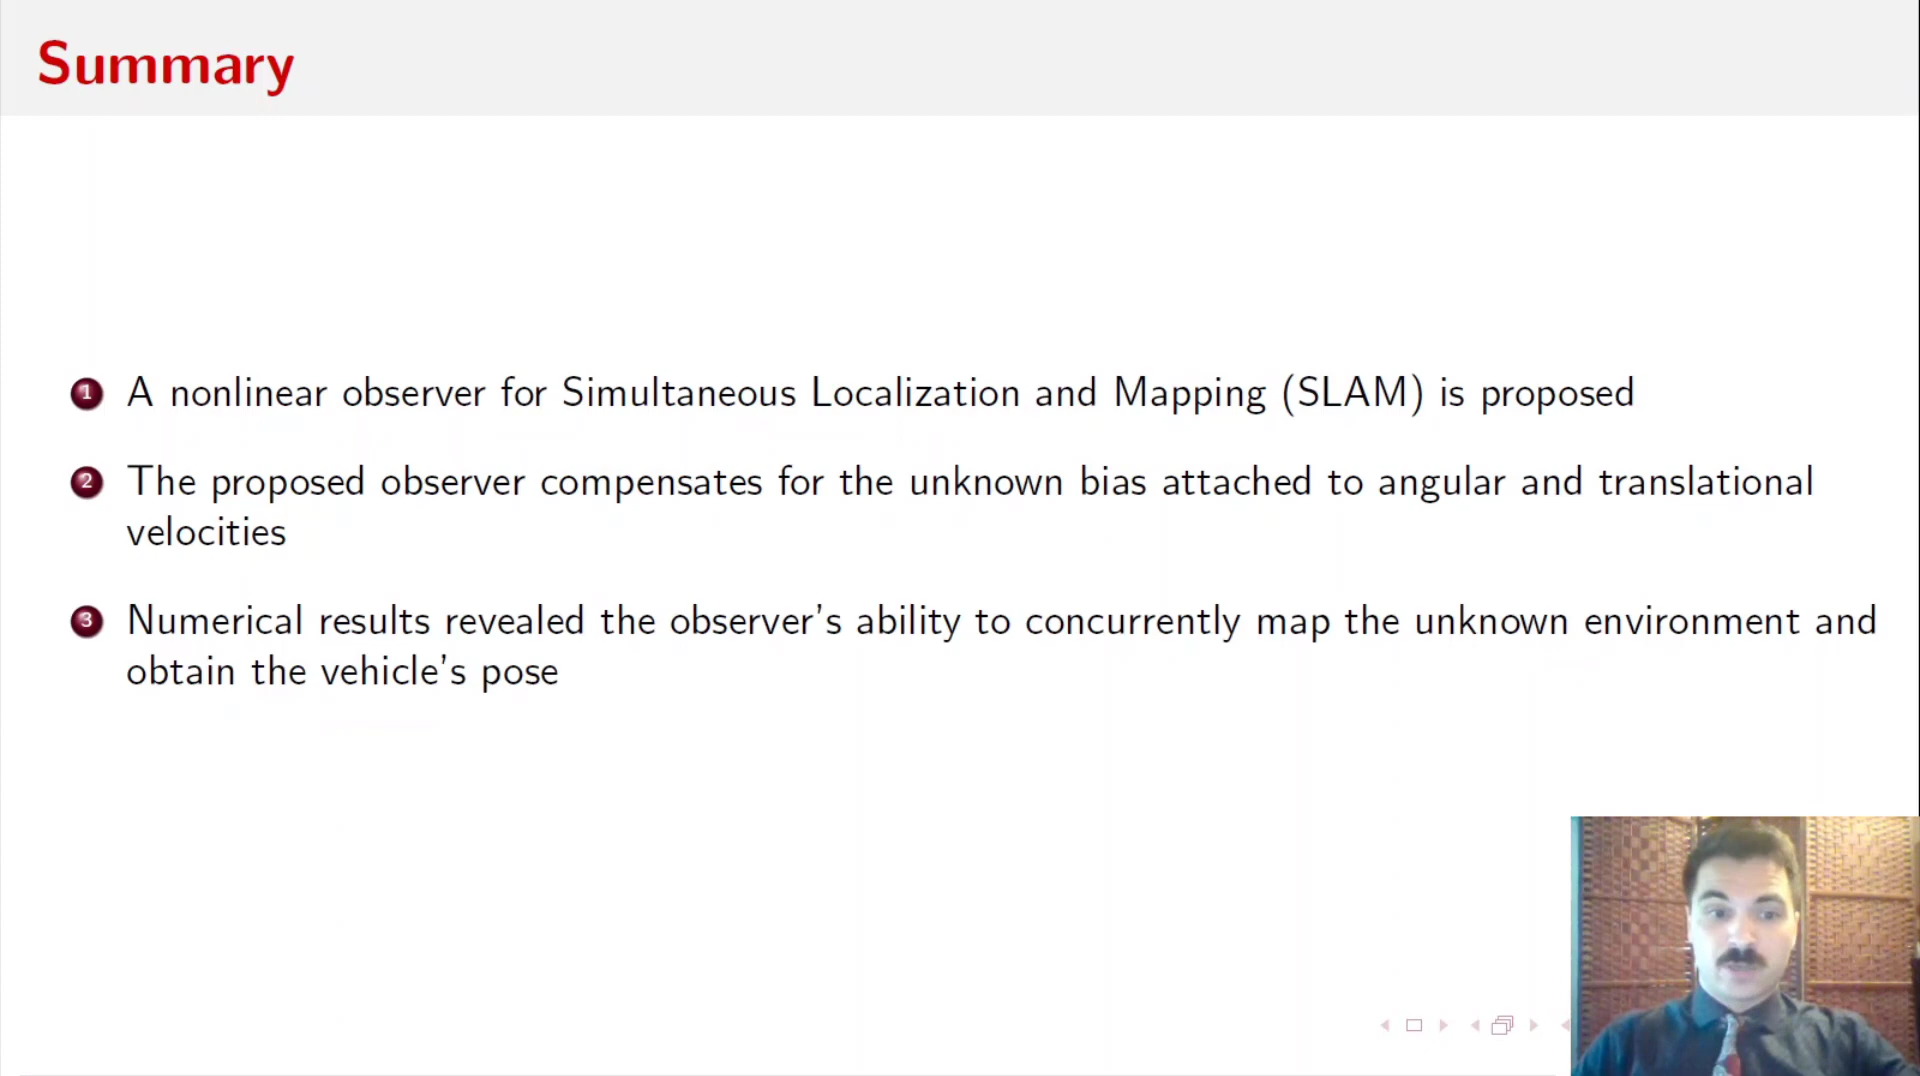 Summary
1 A nonlinear observer for Simultaneous Localization and Mapping (SLAM) is proposed
2 The proposed observer compensates for the unknown bias attached to angular and translational
velocities
3 Numerical results revealed the observer's ability to concurrently map the unknown environment and
obtain the vehicle's pose